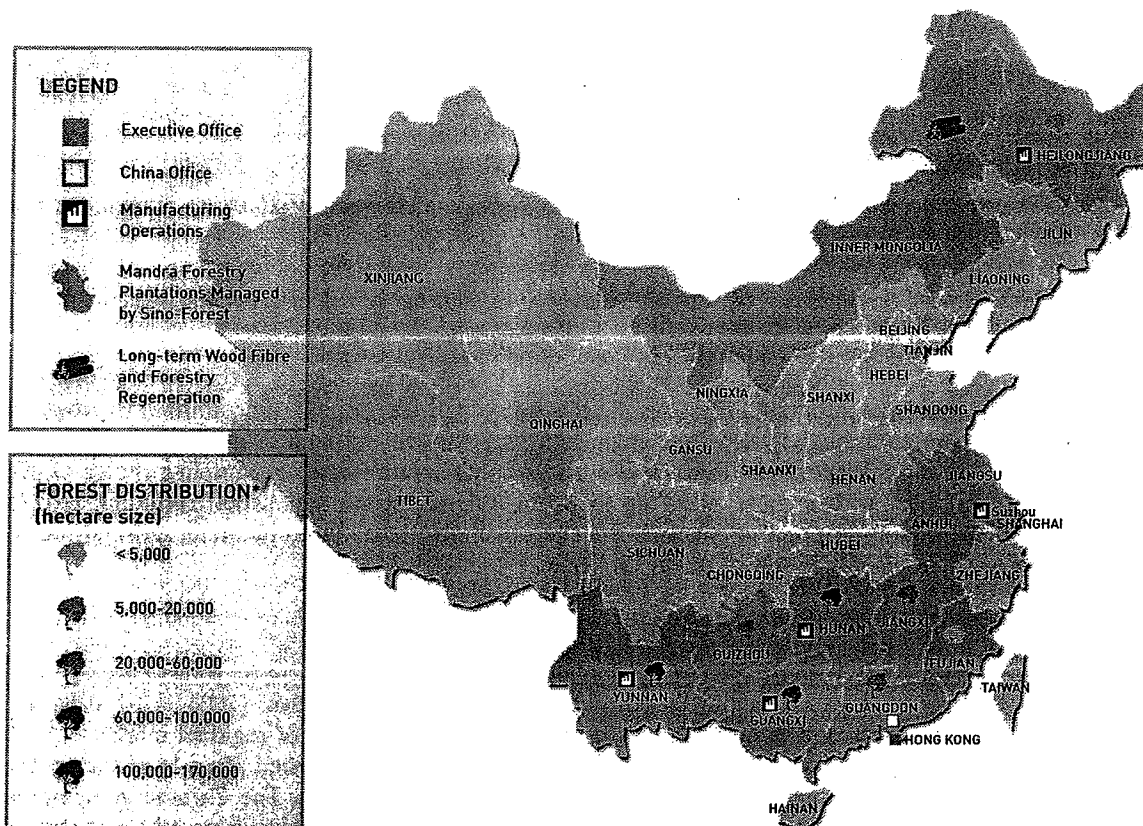 LEGEND
Executive Office
China Office
Manufacturing
Operations
Mandra Forestry
Plantations Managed
by Sino-Forest
Long-term Wood Fibre
and Forestry
Regeneration
FOREST DISTRIBUTION*
(hectare size)
< 5,000
5,000-20,000
20,000-60,000
60,000-100,000
100,000-170,000
HEILONGJIANG
JILIN
INNER MONGOLIA
LIAONING
XINJIANG
BEIJING
TIANJIN
HEBEI
NINGXIA
SHANXI
SHANDONG
QINGHAI
GANSU
SHAANXI
HENAN
JIANGSU
TIBET
Suzhou
ANHUI
SHANGHAI
SICHUAN
HUBEI
CHONGQING
ZHEJIANG
HUNAN
JIANGXI
GUIZHOU
FUJIAN
YUNNAN
TAIWAN
GUANGXI
GUANGDON
HONG KONG
HAINAN